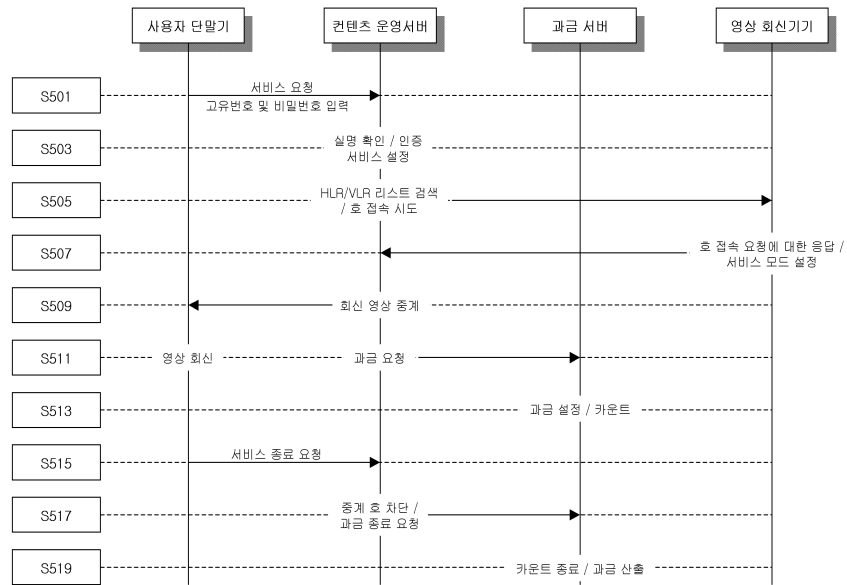 사용자 단말기
컨텐츠 운영서버
과금 서버
영상 회신기기
S501
서비스 요청
고유번호 및 비밀번호 입력
S503
실명 확인 / 인증
서비스 설정
S505
HLR/VLR 리스트 검색
/ 호 접속 시도
S507
호 접속 요청에 대한 응답 /
서비스 모드 설정
S509
회신 영상 중계
S511
영상 회신
과금 요청
S513
과금 설정 / 카운트
S515
서비스 종료 요청
S517
중계 호 차단 /
과금 종료 요청
S519
카운트 종료 / 과금 산출